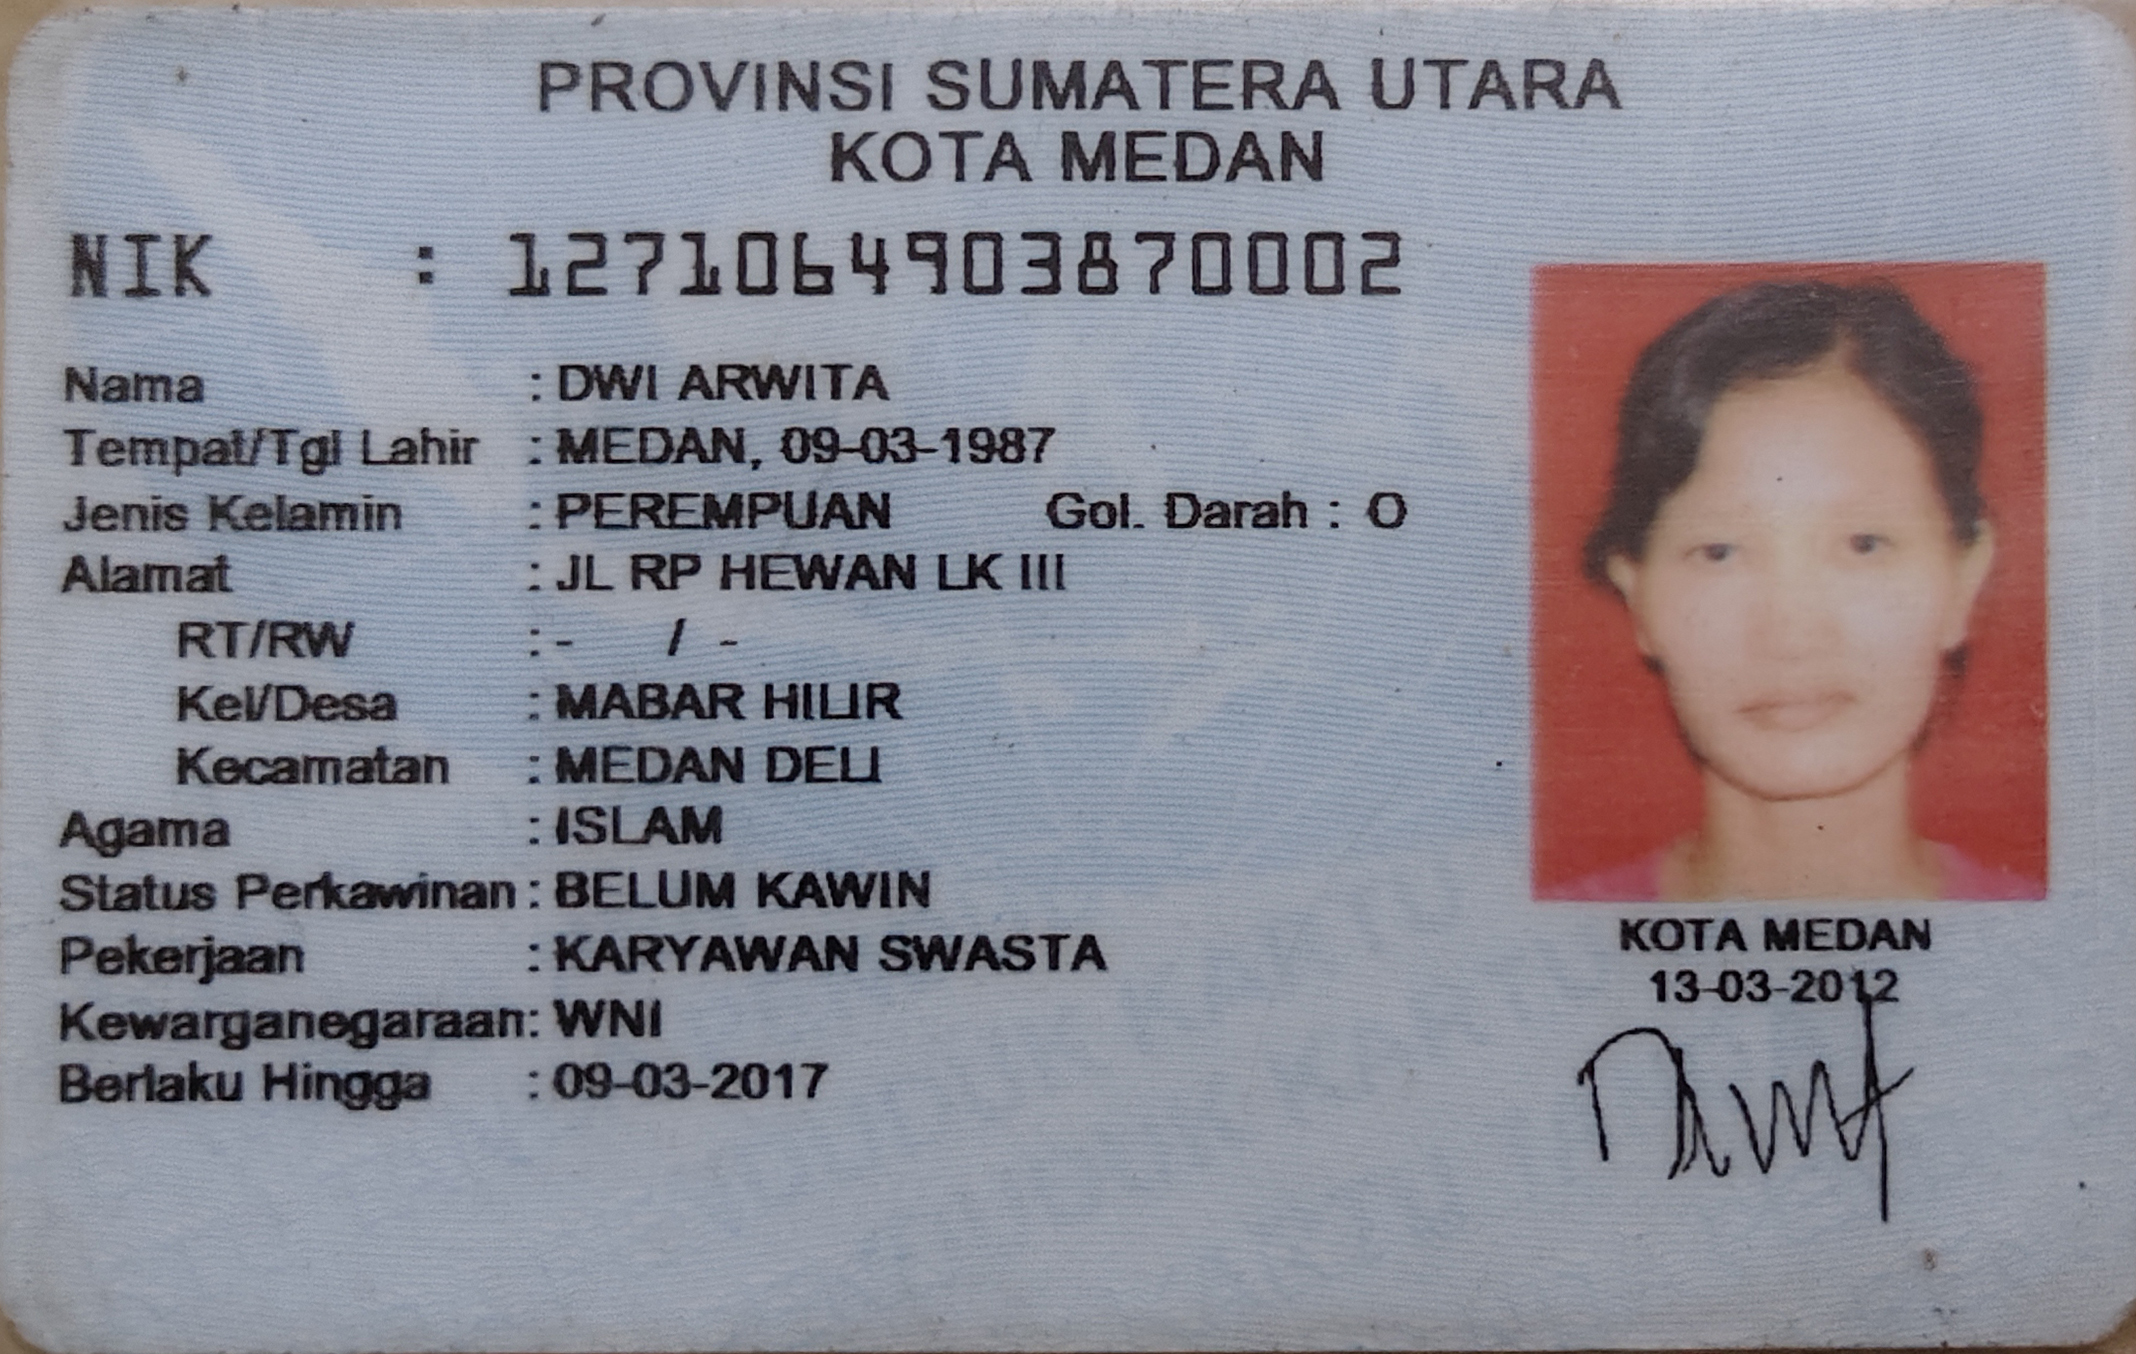 PROVINSI SUMATERA UTARA
KOTA MEDAN
NIK : 1271064903870002
Nama : DWI ARWITA
Tempat/Tgl Lahir : MEDAN, 09-03-1987
Jenis Kelamin : PEREMPUAN Gol. Darah : O
Alamat : JL RP HEWAN LK III
RT/RW : - / -
Kel/Desa : MABAR HILIR
Kecamatan : MEDAN DELI
Agama : ISLAM
Status Perkawinan : BELUM KAWIN
Pekerjaan : KARYAWAN SWASTA
Kewarganegaraan : WNI
Berlaku Hingga : 09-03-2017
KOTA MEDAN
13-03-2012